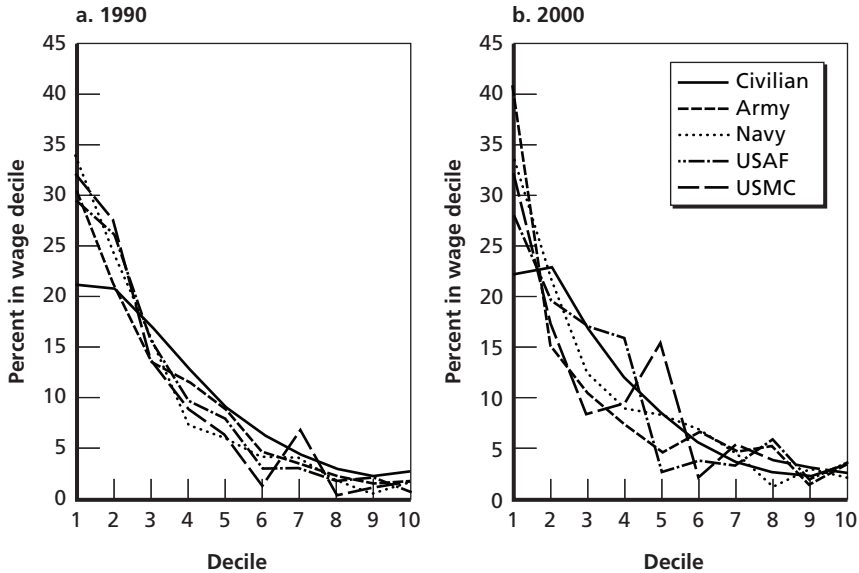 a. 1990
Percent in wage decile
45
40
35
30
25
20
15
10
5
0
1 2 3 4 5 6 7 8 9 10
Decile
b. 2000
Percent in wage decile
45
40
35
30
25
20
15
10
5
0
1 2 3 4 5 6 7 8 9 10
Decile
Civilian
Army
Navy
USAF
USMC